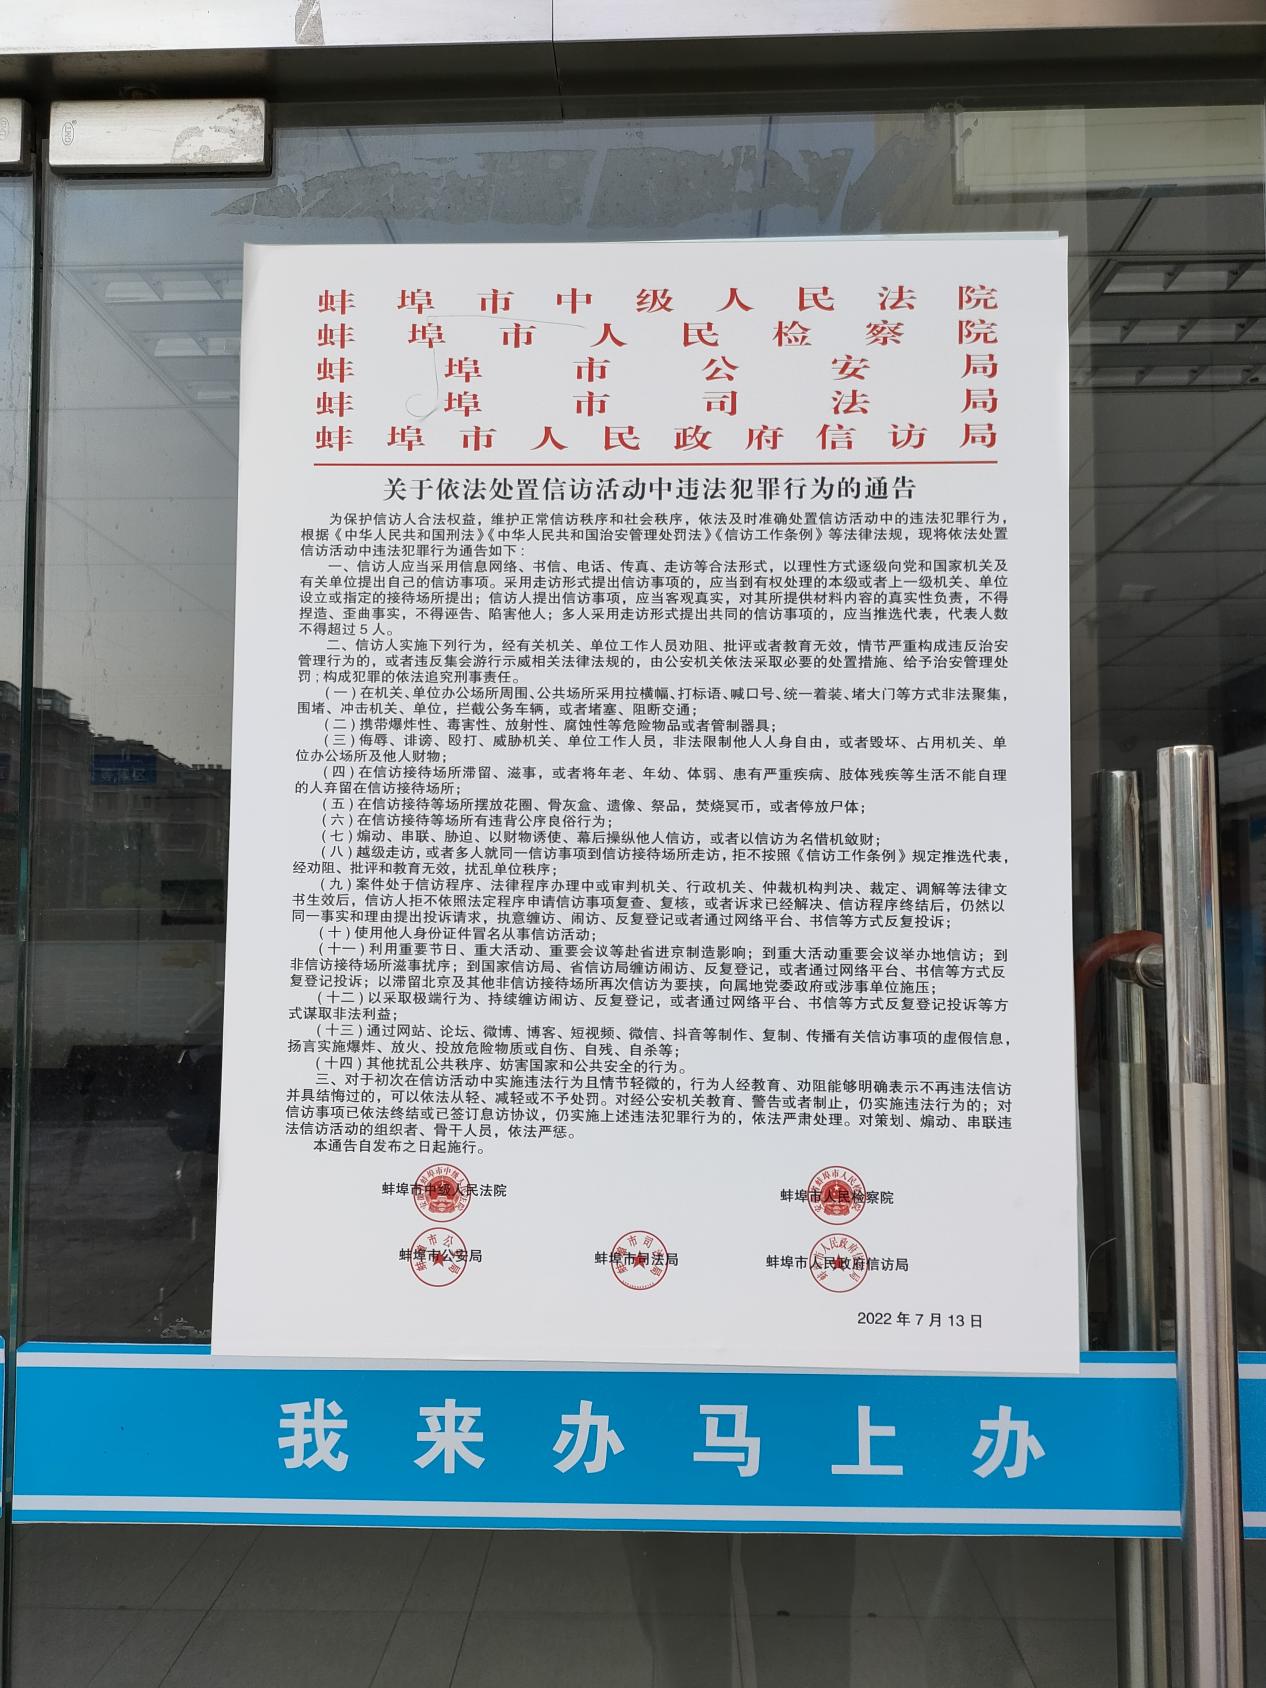 蚌埠市中级人民法院
蚌埠市人民检察院
蚌埠市公安局
蚌埠市司法局
蚌埠市人民政府信访局
关于依法处置信访活动中违法犯罪行为的通告
为保护信访人合法权益，维护正常信访秩序和社会秩序，依法及时准确处置信访活动中的违法犯罪行为，
根据《中华人民共和国刑法》《中华人民共和国治安管理处罚法》《信访工作条例》等法律法规，现将依法处置
信访活动中违法犯罪行为通告如下：
一、信访人应当采用信息网络、书信、电话、传真、走访等合法形式，以理性方式逐级向党和国家机关及
有关单位提出自己的信访事项。采用走访形式提出信访事项的，应当到有权处理的本级或者上一级机关、单位
设立或指定的接待场所提出；信访人提出信访事项，应当客观真实，对其所提供材料内容的真实性负责，不得
捏造、歪曲事实，不得诬告、陷害他人；多人采用走访形式提出共同的信访事项的，应当推选代表，代表人数
不得超过5人。
二、信访人实施下列行为，经有关机关、单位工作人员劝阻、批评或者教育无效，情节严重构成违反治安
管理行为的，或者违反集会游行示威相关法律法规的，由公安机关依法采取必要的处置措施、给予治安管理处
罚；构成犯罪的依法追究刑事责任。
（一）在机关、单位办公场所周围、公共场所采用拉横幅、打标语、喊口号、统一着装、堵大门等方式非法聚集，
围堵、冲击机关、单位，拦截公务车辆，或者堵塞、阻断交通；
（二）携带爆炸性、毒害性、放射性、腐蚀性等危险物品或者管制器具；
（三）侮辱、诽谤、殴打、威胁机关、单位工作人员，非法限制他人人身自由，或者毁坏、占用机关、单
位办公场所及他人财物；
（四）在信访接待场所滞留、滋事，或者将年老、年幼、体弱、患有严重疾病、肢体残疾等生活不能自理
的人弃留在信访接待场所；
（五）在信访接待等场所摆放花圈、骨灰盒、遗像、祭品，焚烧冥币，或者停放尸体；
（六）在信访接待等场所有违背公序良俗行为；
（七）煽动、串联、胁迫、以财物诱使、幕后操纵他人信访，或者以信访为名借机敛财；
（八）越级走访，或者多人就同一信访事项到信访接待场所走访，拒不按照《信访工作条例》规定推选代表，
经劝阻、批评和教育无效，扰乱单位秩序；
（九）案件处于信访程序、法律程序办理中或审判机关、行政机关、仲裁机构判决、裁定、调解等法律文
书生效后，信访人拒不依照法定程序申请信访事项复查、复核，或者诉求已经解决、信访程序终结后，仍然以
同一事实和理由提出投诉请求，执意缠访、闹访、反复登记或者通过网络平台、书信等方式反复投诉；
（十）使用他人身份证件冒名从事信访活动；
（十一）利用重要节日、重大活动、重要会议等赴省进京制造影响；到重大活动重要会议举办地信访；到
非信访接待场所滋事扰序；到国家信访局、省信访局缠访闹访、反复登记，或者通过网络平台、书信等方式反
复登记投诉；以滞留北京及其他非信访接待场所再次信访为要挟，向属地党委政府或涉事单位施压；
（十二）以采取极端行为、持续缠访闹访、反复登记，或者通过网络平台、书信等方式反复登记投诉等方
式谋取非法利益；
（十三）通过网站、论坛、微博、博客、短视频、微信、抖音等制作、复制、传播有关信访事项的虚假信息，
扬言实施爆炸、放火、投放危险物质或自伤、自残、自杀等；
（十四）其他扰乱公共秩序、妨害国家和公共安全的行为。
三、对于初次在信访活动中实施违法行为且情节轻微的，行为人经教育、劝阻能够明确表示不再违法信访
并具结悔过的，可以依法从轻、减轻或不予处罚。对经公安机关教育、警告或者制止，仍实施违法行为的；对
信访事项已依法终结或已签订息访协议，仍实施上述违法犯罪行为的，依法严肃处理。对策划、煽动、串联违
法信访活动的组织者、骨干人员，依法严惩。
本通告自发布之日起施行。
蚌埠市中级人民法院
蚌埠市人民检察院
蚌埠市公安局
蚌埠市司法局
蚌埠市人民政府信访局
2022年7月13日
我来办马上办